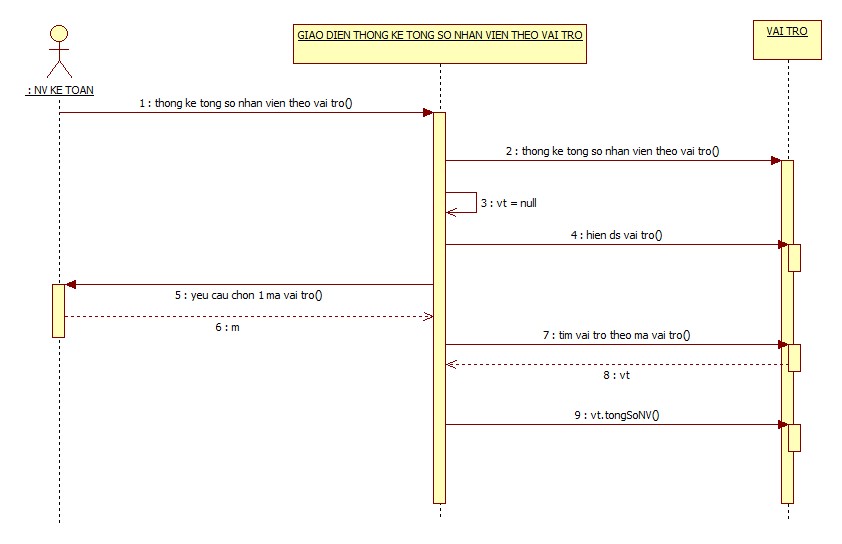 GIAO DIEN THONG KE TONG SO NHAN VIEN THEO VAI TRO
VAI TRO
: NV KE TOAN
1 : thong ke tong so nhan vien theo vai tro()
2 : thong ke tong so nhan vien theo vai tro()
3 : vt = null
4 : hien ds vai tro()
5 : yeu cau chon 1 ma vai tro()
6 : m
7 : tim vai tro theo ma vai tro()
8 : vt
9 : vt.tongSoNV()